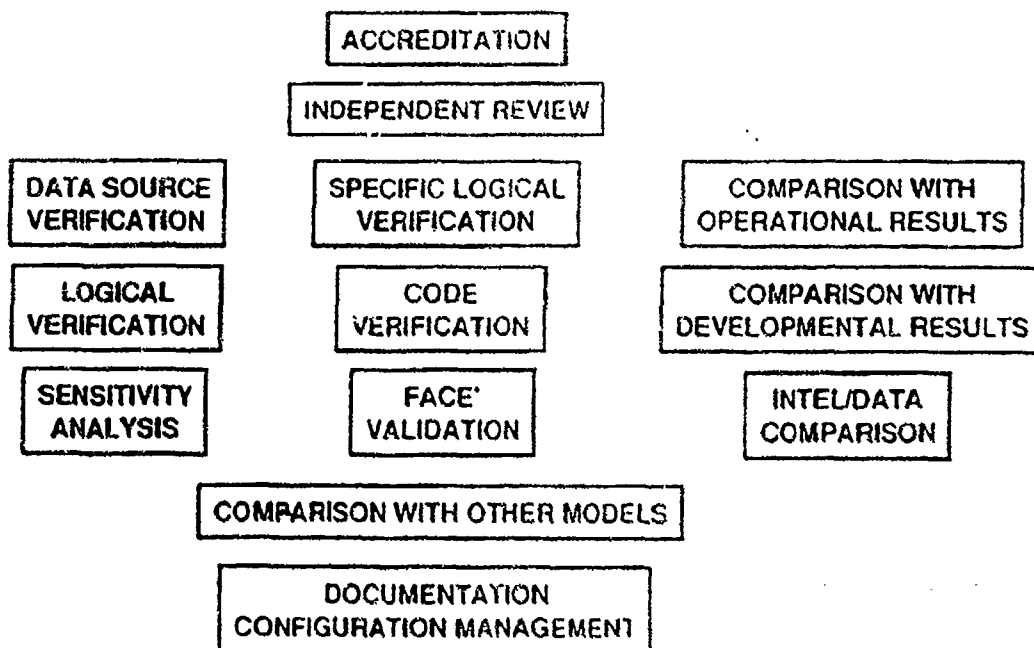 ACCREDITATION
INDEPENDENT REVIEW
DATA SOURCE
VERIFICATION
SPECIFIC LOGICAL
VERIFICATION
COMPARISON WITH
OPERATIONAL RESULTS
LOGICAL
VERIFICATION
CODE
VERIFICATION
COMPARISON WITH
DEVELOPMENTAL RESULTS
SENSITIVITY
ANALYSIS
FACE
VALIDATION
INTEL/DATA
COMPARISON
COMPARISON WITH OTHER MODELS
DOCUMENTATION
CONFIGURATION MANAGEMENT